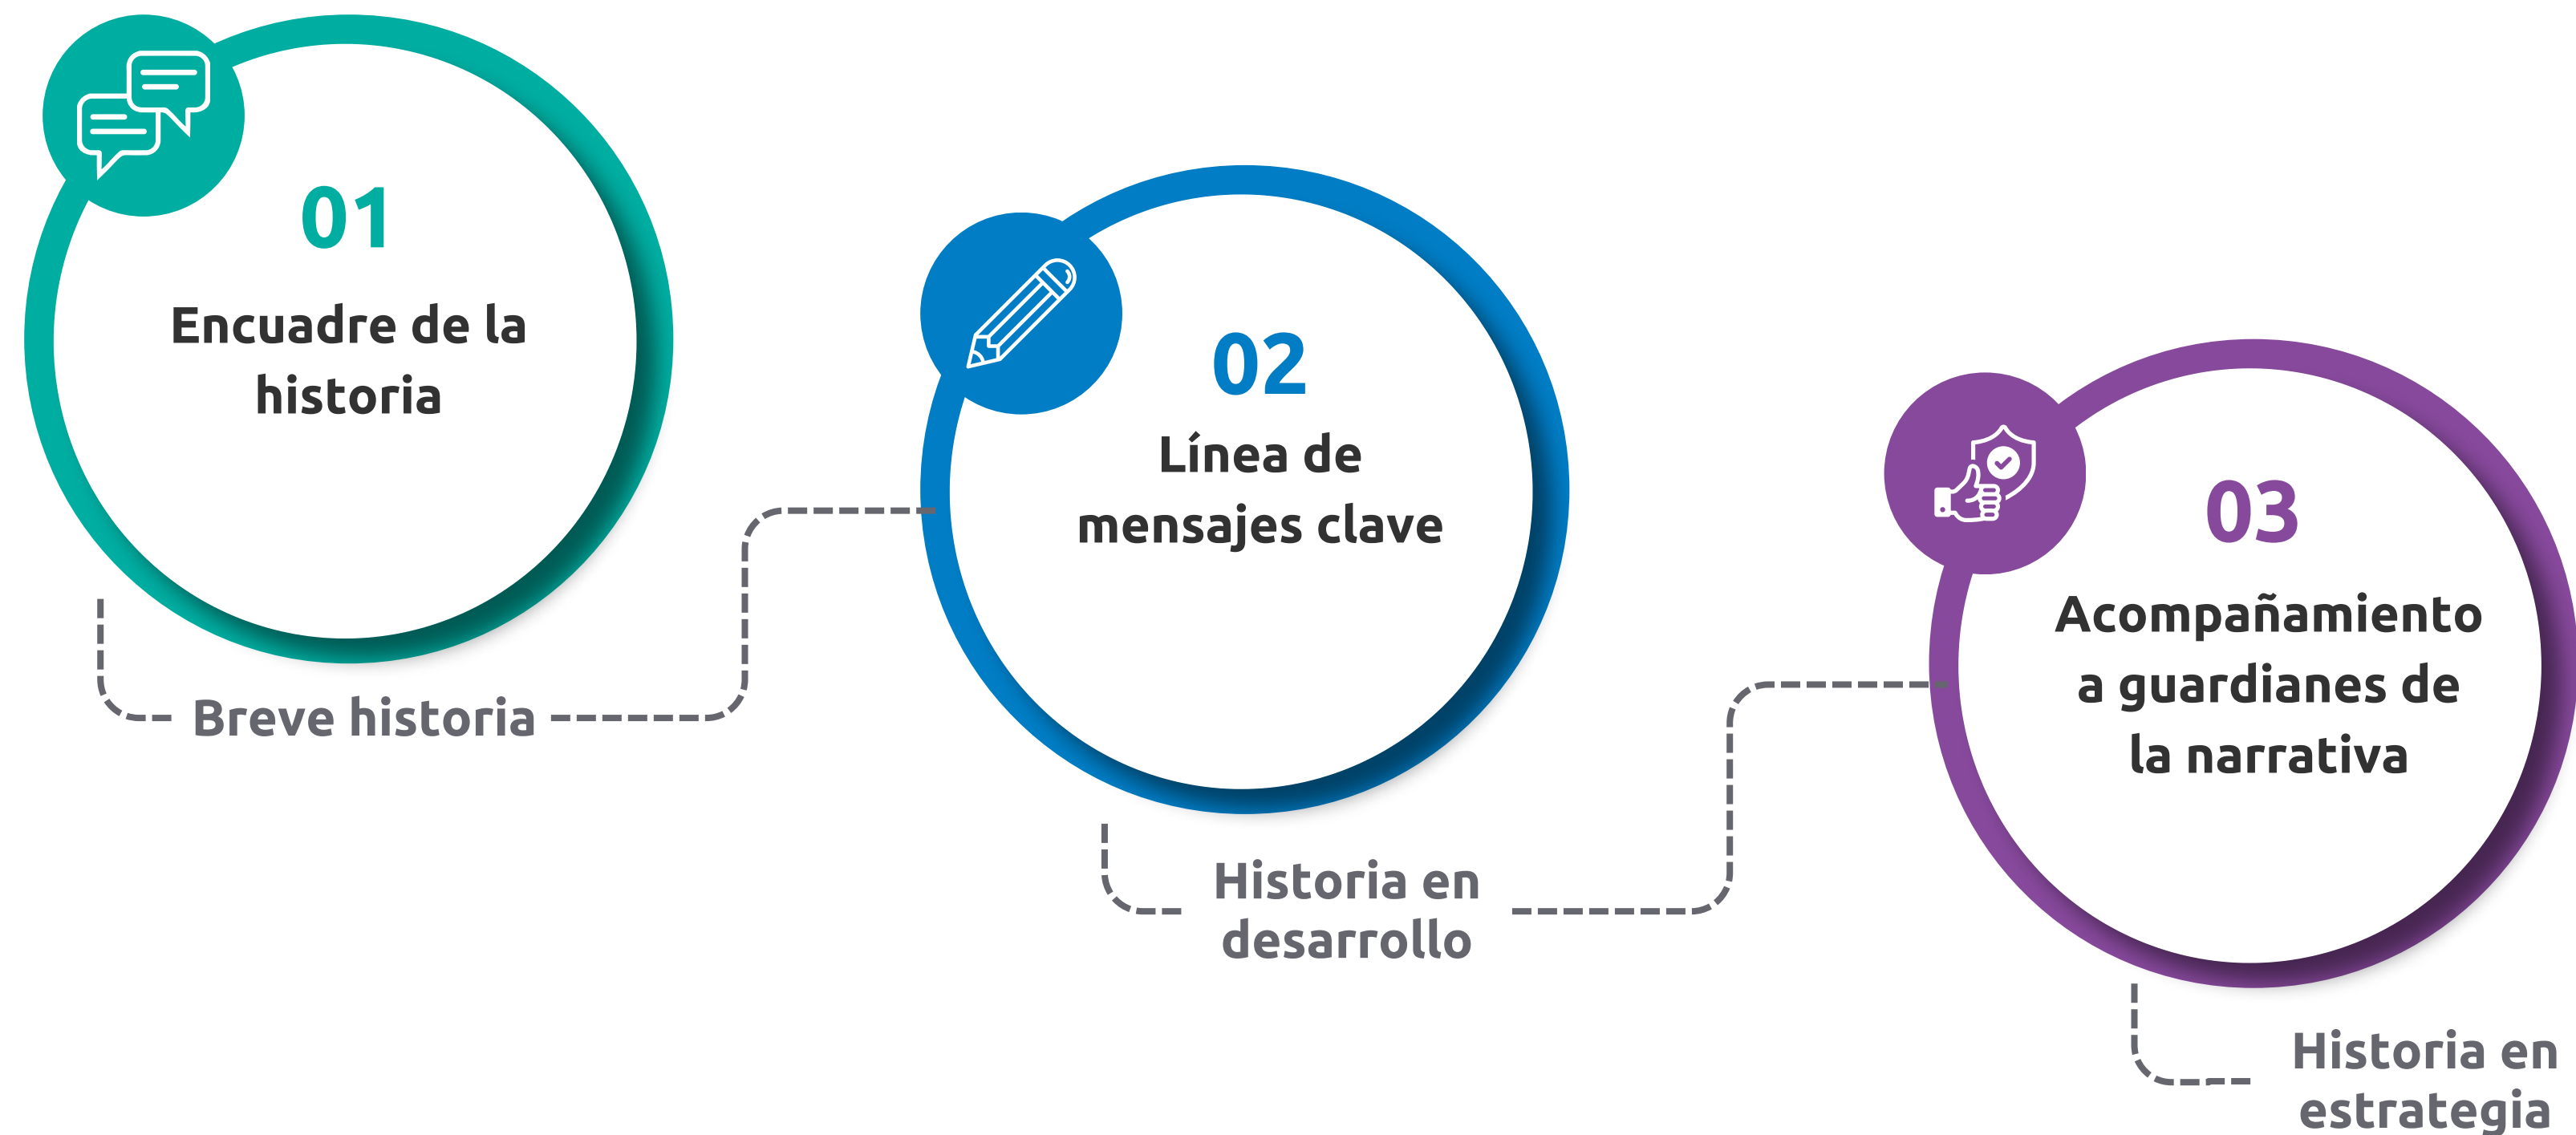 01
Encuadre de la
historia
Breve historia
02
Línea de
mensajes clave
Historia en
desarrollo
03
Acompañamiento
a guardianes de
la narrativa
Historia en
estrategia